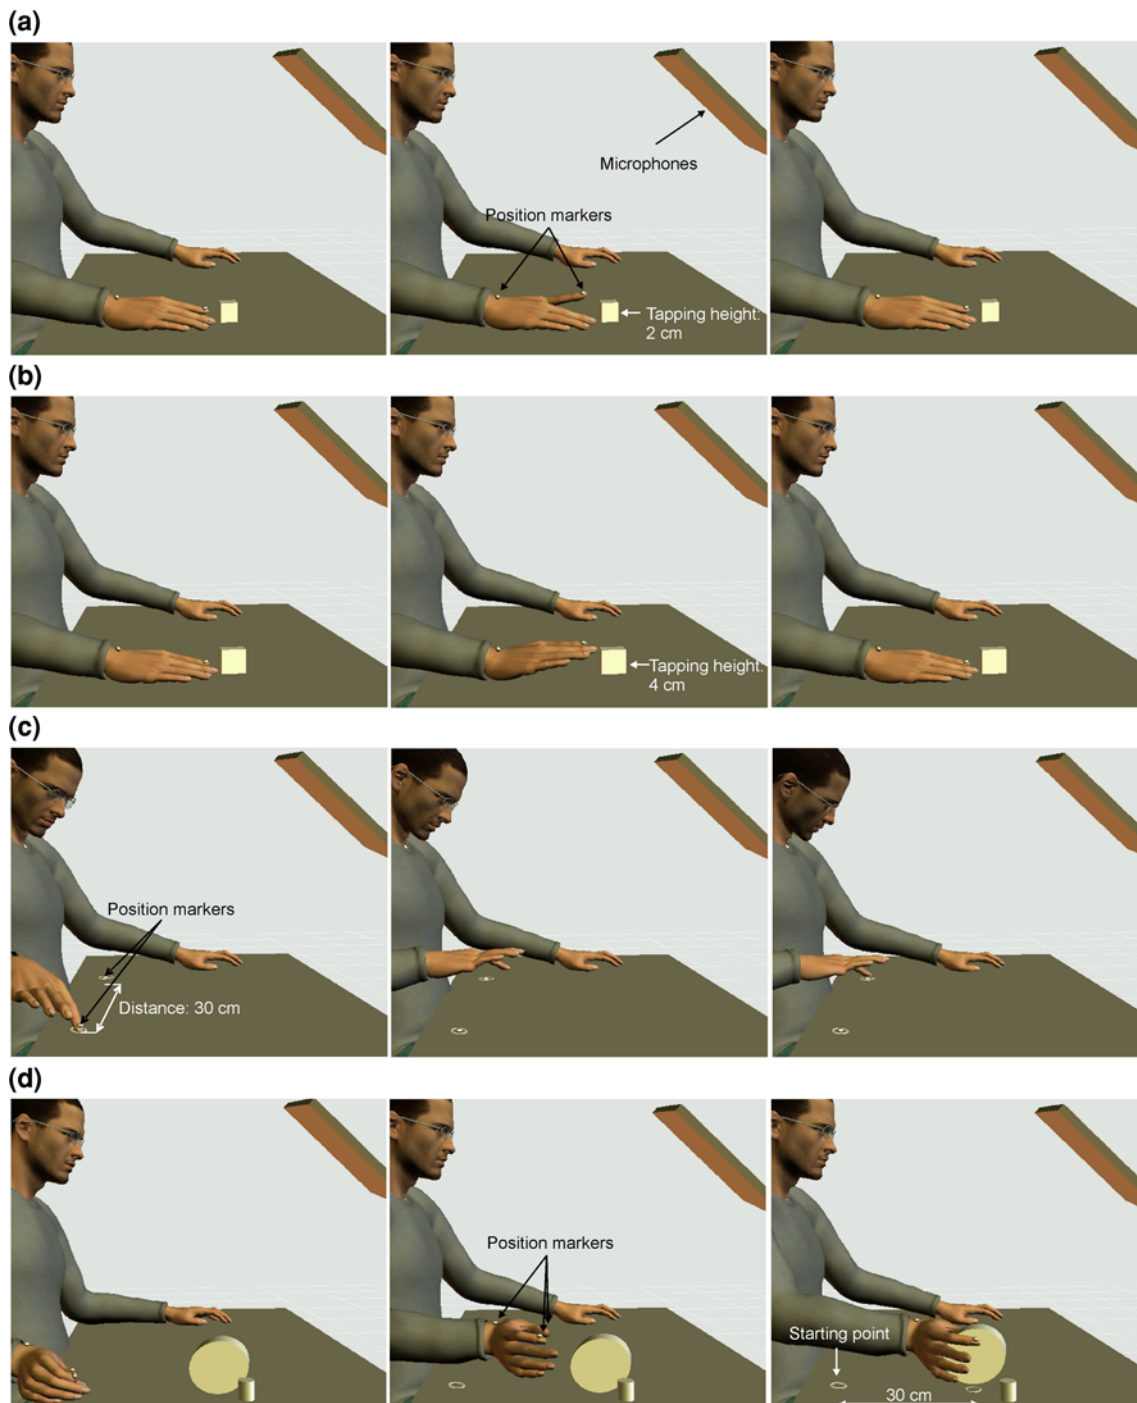 (a)
Microphones
Position markers
Tapping height:
2 cm
(b)
Tapping height:
4 cm
(c)
Position markers
Distance: 30 cm
(d)
Position markers
Starting point
30 cm